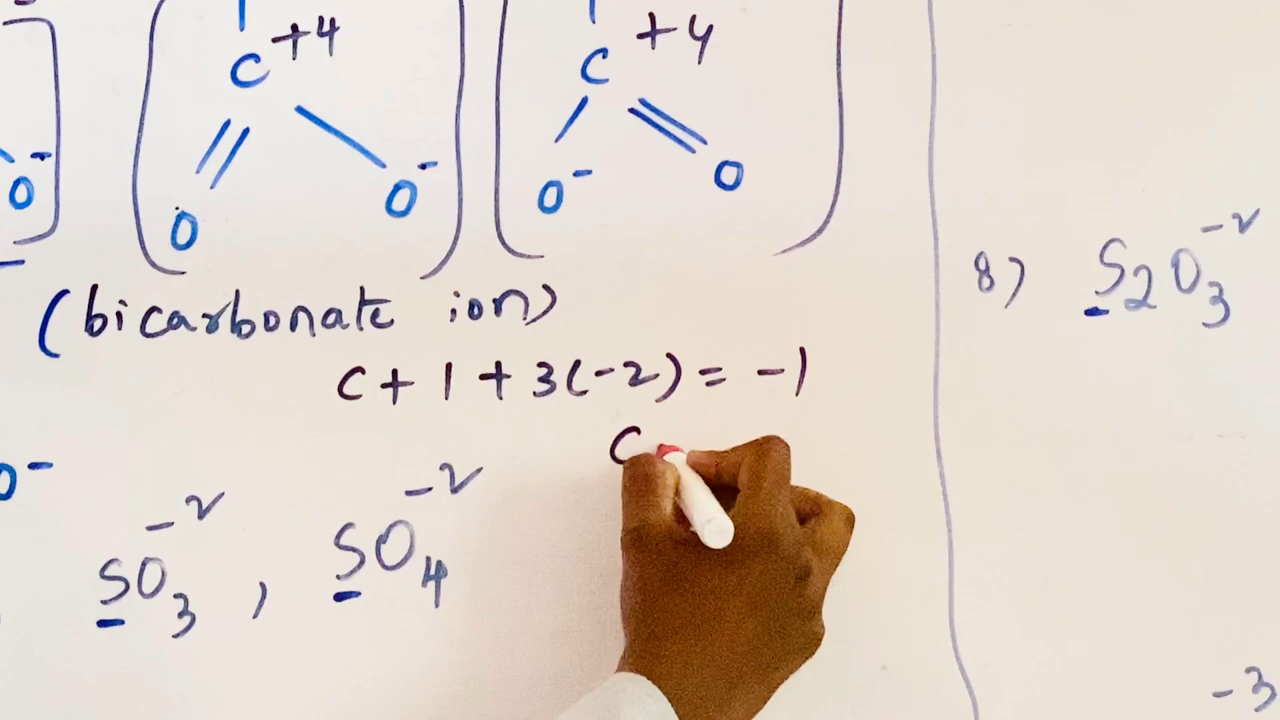 C +4
C +4
O⁻
O O⁻
O⁻ O
(bicarbonate ion)
C + 1 + 3(-2) = -1
C
O⁻
SO₃⁻² , SO₄⁻²
8) S₂O₃⁻²
-3